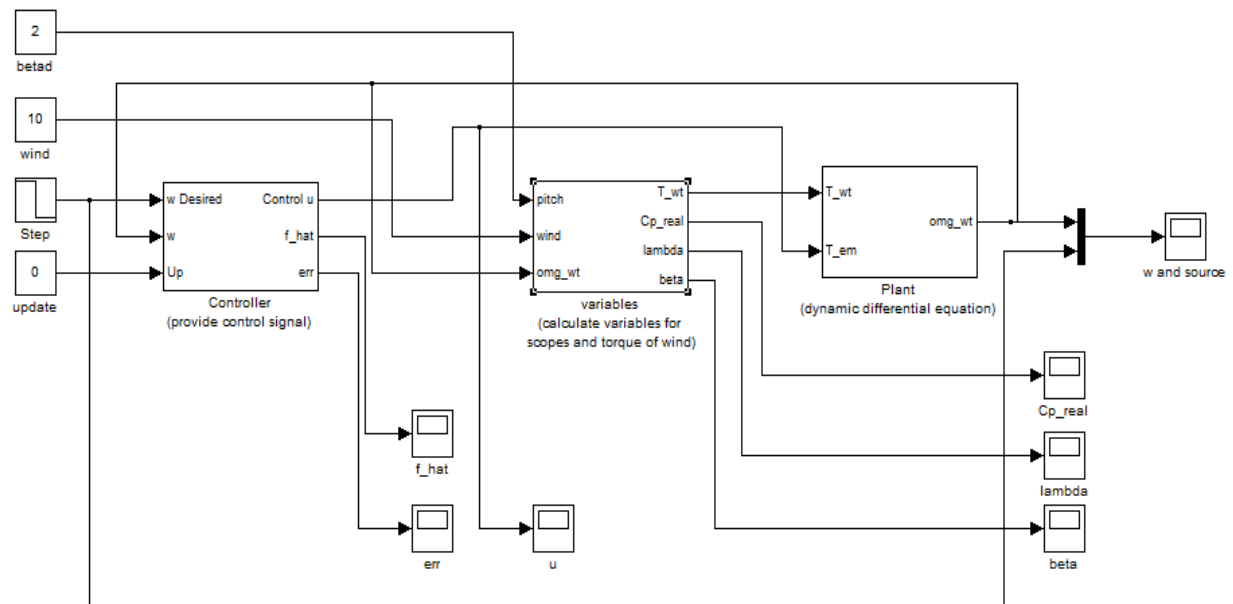 2
betad
10
wind
Step
0
update
w Desired
w
Up
Control u
f_hat
err
Controller
(provide control signal)
pitch
wind
omg_wt
T_wt
Cp_real
lambda
beta
variables
(calculate variables for
scopes and torque of wind)
T_wt
T_em
omg_wt
Plant
(dynamic differential equation)
w and source
Cp_real
lambda
beta
f_hat
err
u